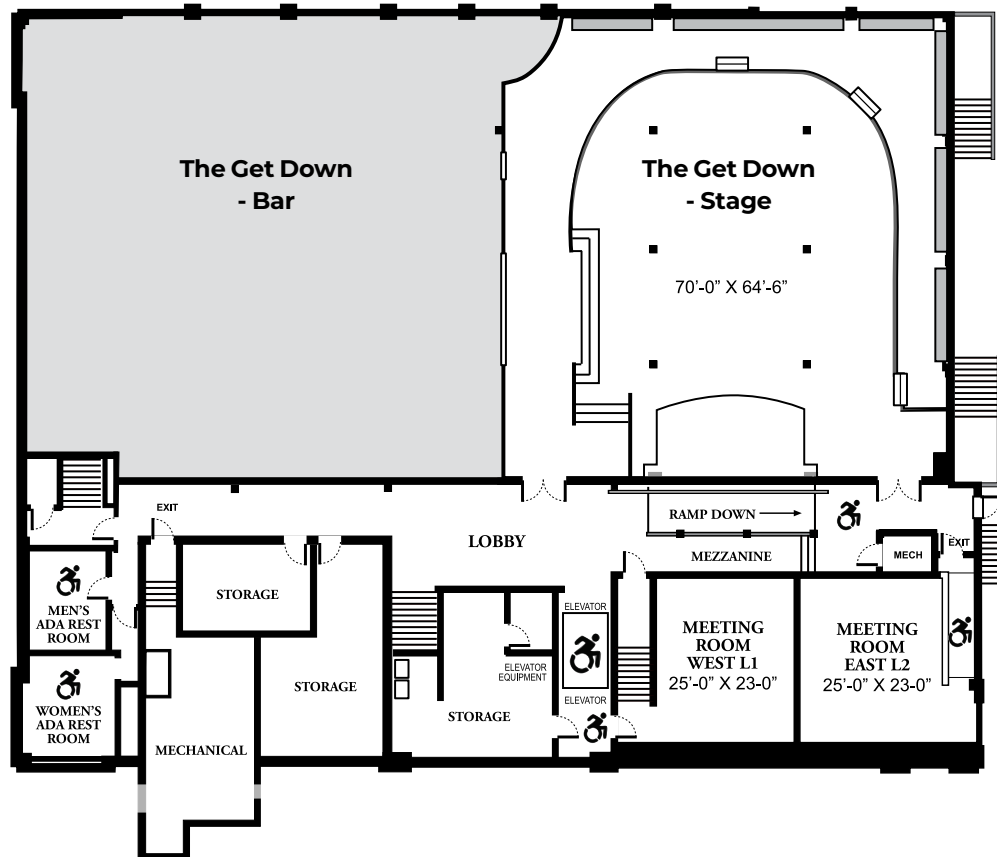 The Get Down
- Bar
The Get Down
- Stage
70'-0" X 64'-6"
EXIT
LOBBY
RAMP DOWN
MEZZANINE
MECH
EXIT
MEN'S
ADA REST
ROOM
STORAGE
ELEVATOR
ELEVATOR
EQUIPMENT
ELEVATOR
MEETING
ROOM
WEST L1
25'-0" X 23-0"
MEETING
ROOM
EAST L2
25'-0" X 23-0"
WOMEN'S
ADA REST
ROOM
STORAGE
STORAGE
MECHANICAL